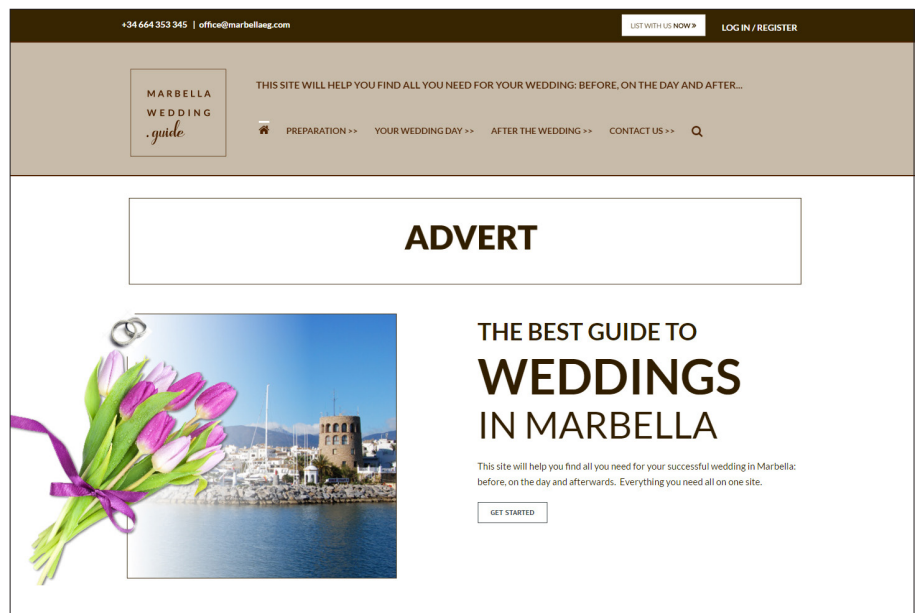 +34 664 353 345 | office@marbellaeg.com
LIST WITH US NOW »
LOG IN / REGISTER
MARBELLA
WEDDING
.guide
THIS SITE WILL HELP YOU FIND ALL YOU NEED FOR YOUR WEDDING: BEFORE, ON THE DAY AND AFTER...
PREPARATION >> YOUR WEDDING DAY >> AFTER THE WEDDING >> CONTACT US >>
ADVERT
THE BEST GUIDE TO
WEDDINGS
IN MARBELLA
This site will help you find all you need for your successful wedding in Marbella:
before, on the day and afterwards. Everything you need all on one site.
GET STARTED